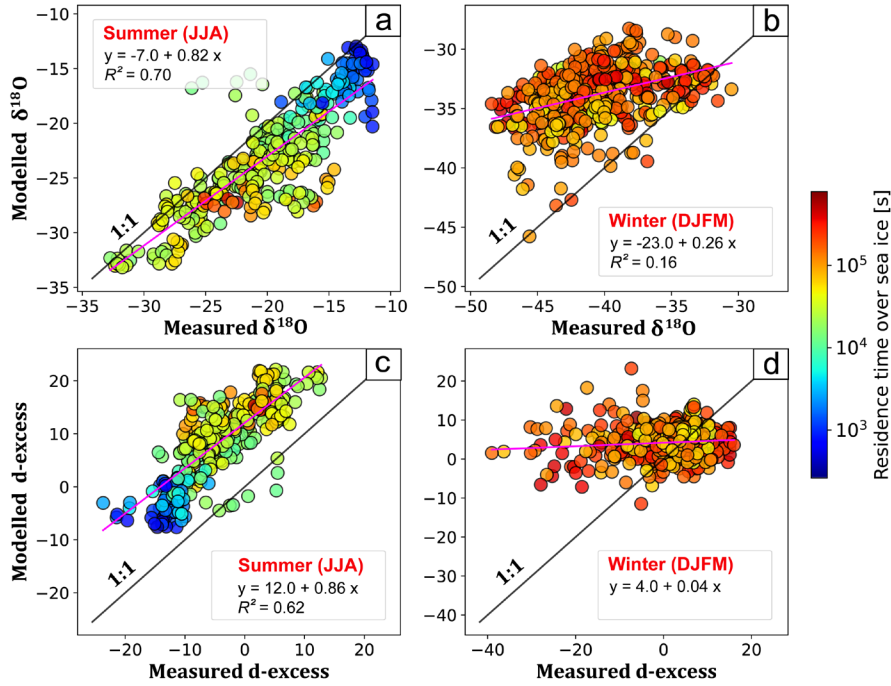 a
Summer (JJA)
y = -7.0 + 0.82 x
R² = 0.70
1:1
Modelled δ¹⁸O
−10
−15
−20
−25
−30
−35
−35 −30 −25 −20 −15 −10
Measured δ¹⁸O
b
1:1
Winter (DJFM)
y = -23.0 + 0.26 x
R² = 0.16
−30
−35
−40
−45
−50
−50 −45 −40 −35 −30
Measured δ¹⁸O
c
1:1
Summer (JJA)
y = 12.0 + 0.86 x
R² = 0.62
Modelled d-excess
20
10
0
−10
−20
−20 −10 0 10 20
Measured d-excess
d
1:1
Winter (DJFM)
y = 4.0 + 0.04 x
20
10
0
−10
−20
−30
−40
−40 −20 0 20
Measured d-excess
10⁵
10⁴
10³
Residence time over sea ice [s]